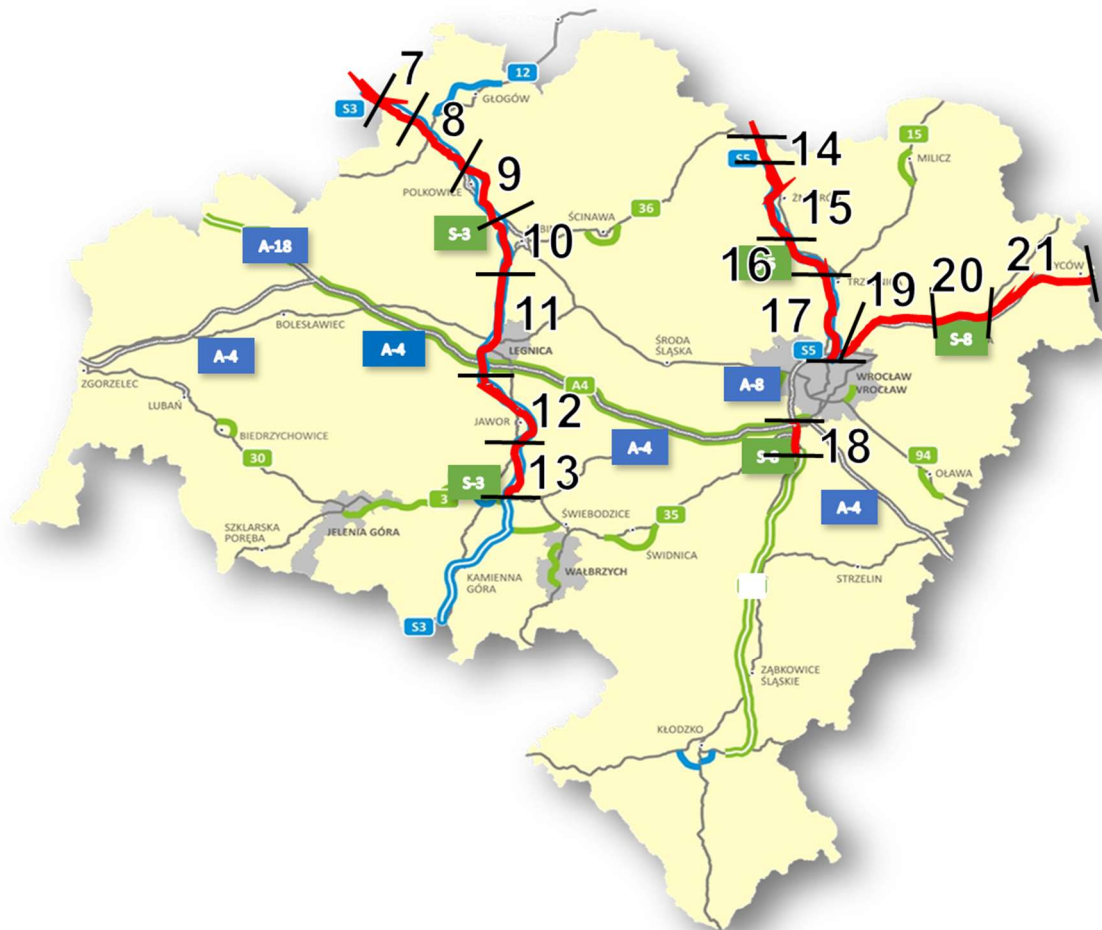 7
12
S3
GŁOGÓW
8
14
15
S5
MILICZ
9
POLKOWICE
36
ŚCINAWA
15
S-3
10
A-18
16
21
20
19
11
17
BOLESŁAWIEC
S-8
LEGNICA
ŚRODA
ŚLĄSKA
S5
A-4
A-4
ZGORZELEC
A4
A-8
WROCŁAW
WROCŁAW
LUBAŃ
12
JAWOR
BIEDRZYCHOWICE
A-4
18
30
94
S-3
13
OŁAWA
3
A-4
35
ŚWIEBODZICE
SZKLARSKA
PORĘBA
JELENIA GÓRA
ŚWIDNICA
WAŁBRZYCH
KAMIENNA
GÓRA
STRZELIN
S3
ZĄBKOWICE
ŚLĄSKIE
KŁODZKO